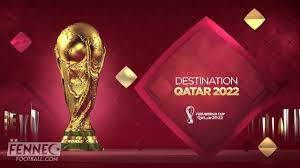 DESTINATION
QATAR 2022
FIFA WORLD CUP
Qatar 2022
FENNEC
FOOTBALL.COM